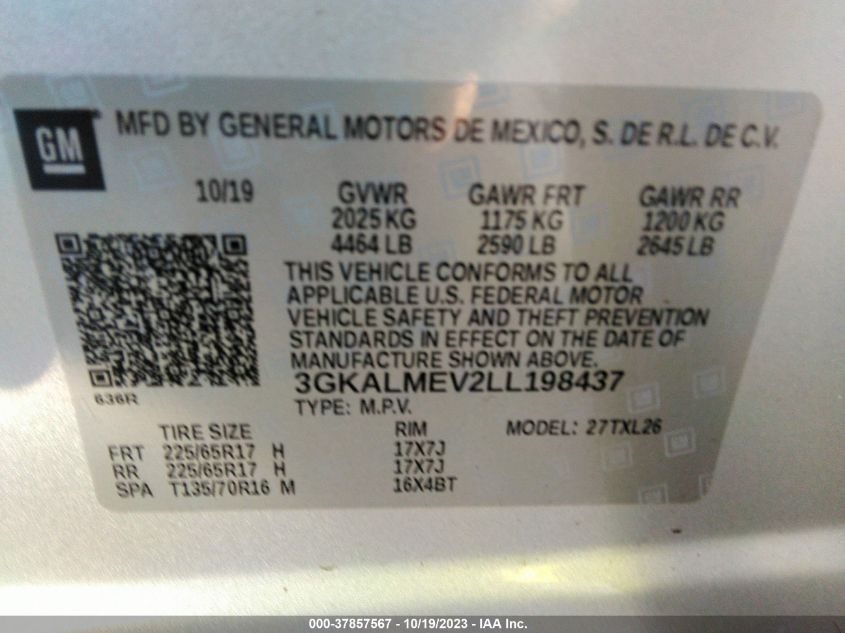 GM
MFD BY GENERAL MOTORS DE MEXICO, S. DE R.L. DE C.V.
10/19 GVWR GAWR FRT GAWR RR
2025 KG 1175 KG 1200 KG
4464 LB 2590 LB 2645 LB
THIS VEHICLE CONFORMS TO ALL
APPLICABLE U.S. FEDERAL MOTOR
VEHICLE SAFETY AND THEFT PREVENTION
STANDARDS IN EFFECT ON THE DATE OF
MANUFACTURE SHOWN ABOVE.
3GKALMEV2LL198437
636R
TYPE: M.P.V.
TIRE SIZE RIM MODEL: 27TXL26
FRT 225/65R17 H 17X7J
RR 225/65R17 H 17X7J
SPA T135/70R16 M 16X4BT
000-37857567 - 10/19/2023 - IAA Inc.